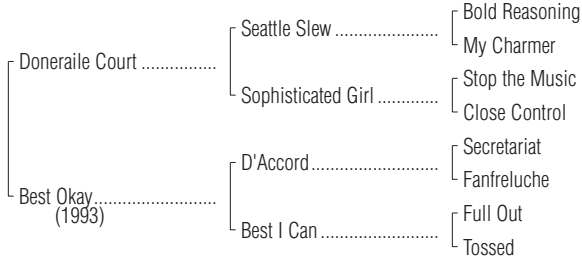 Bold Reasoning
Seattle Slew ....................
My Charmer
Doneraile Court ...............
Stop the Music
Sophisticated Girl ............
Close Control
Secretariat
D'Accord.........................
Fanfreluche
Best Okay........................
(1993)
Full Out
Best I Can .......................
Tossed